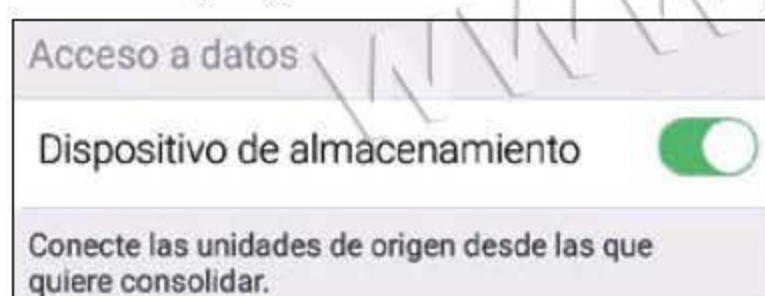 Acceso a datos
Dispositivo de almacenamiento
Conecte las unidades de origen desde las que
quiere consolidar.